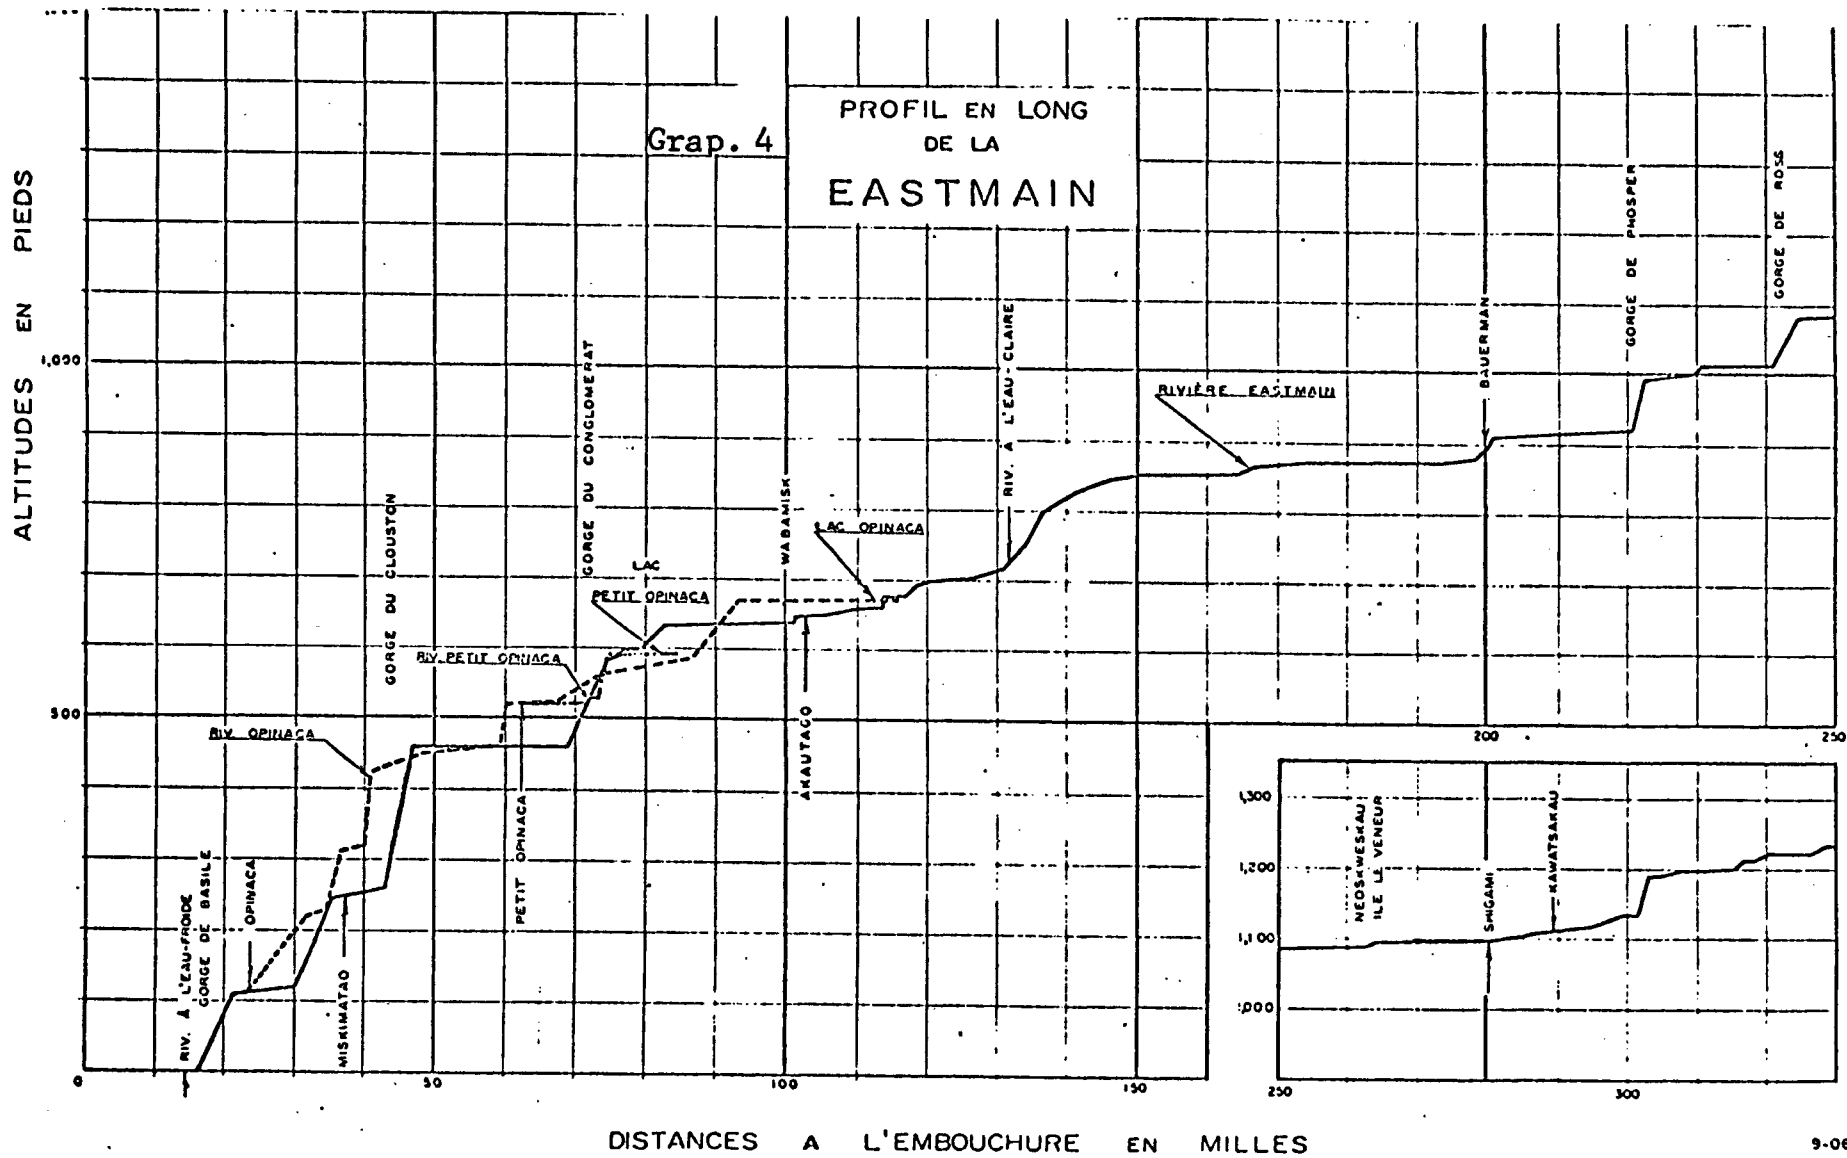 Grap. 4
PROFIL EN LONG
DE LA
EASTMAIN
ALTITUDES EN PIEDS
1,000
500
RIV. À L'EAU-FROIDE
GORGE DE BASILE
OPINACA
MISKIMATAO
RIV. OPINACA
GORGE DU CLOUSTON
RIV. PETIT OPINACA
PETIT OPINACA
GORGE DU CONGLOMERAT
LAC
PETIT OPINACA
WABAMISK
LAC OPINACA
AKAUTAGO
RIV. A L'EAU-CLAIRE
RIVIÈRE EASTMAIN
BAUERMAN
GORGE DE PHOSPER
GORGE DE ROSS
200
250
1,300
1,200
1,100
1,000
NEOSKWESKAU
ILE LE VENEUR
SHIGAMI
KAWATSAKAU
250
300
0
50
100
150
DISTANCES A L'EMBOUCHURE EN MILLES
9-06